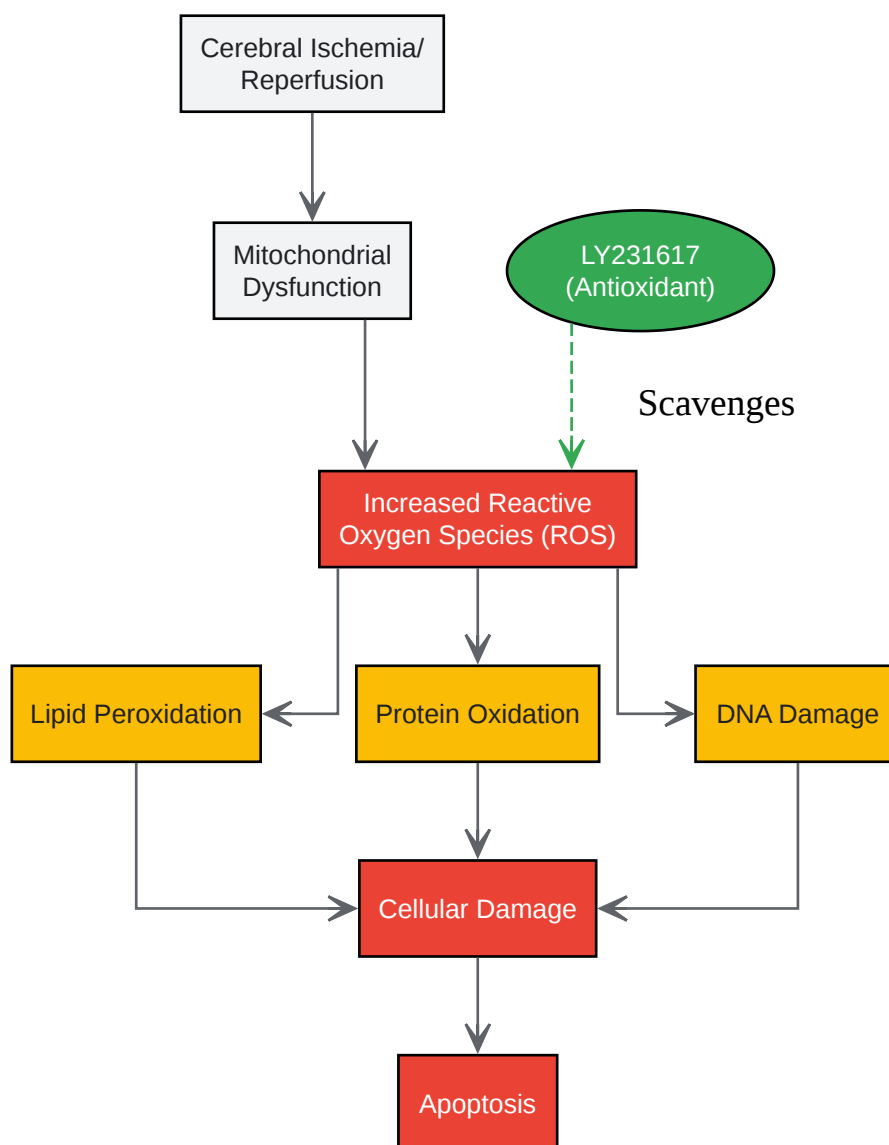 Cerebral Ischemia/
Reperfusion
Mitochondrial
Dysfunction
LY231617
(Antioxidant)
Scavenges
Increased Reactive
Oxygen Species (ROS)
Lipid Peroxidation
Protein Oxidation
DNA Damage
Cellular Damage
Apoptosis